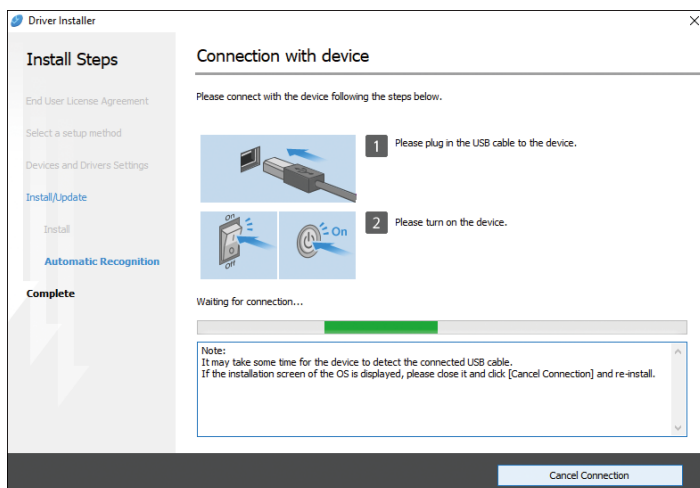 Driver Installer
Install Steps
End User License Agreement
Select a setup method
Devices and Drivers Settings
Install/Update
Install
Automatic Recognition
Complete
Connection with device
Please connect with the device following the steps below.
1 Please plug in the USB cable to the device.
On
Off
On
2 Please turn on the device.
Waiting for connection...
Note:
It may take some time for the device to detect the connected USB cable.
If the installation screen of the OS is displayed, please close it and click [Cancel Connection] and re-install.
Cancel Connection